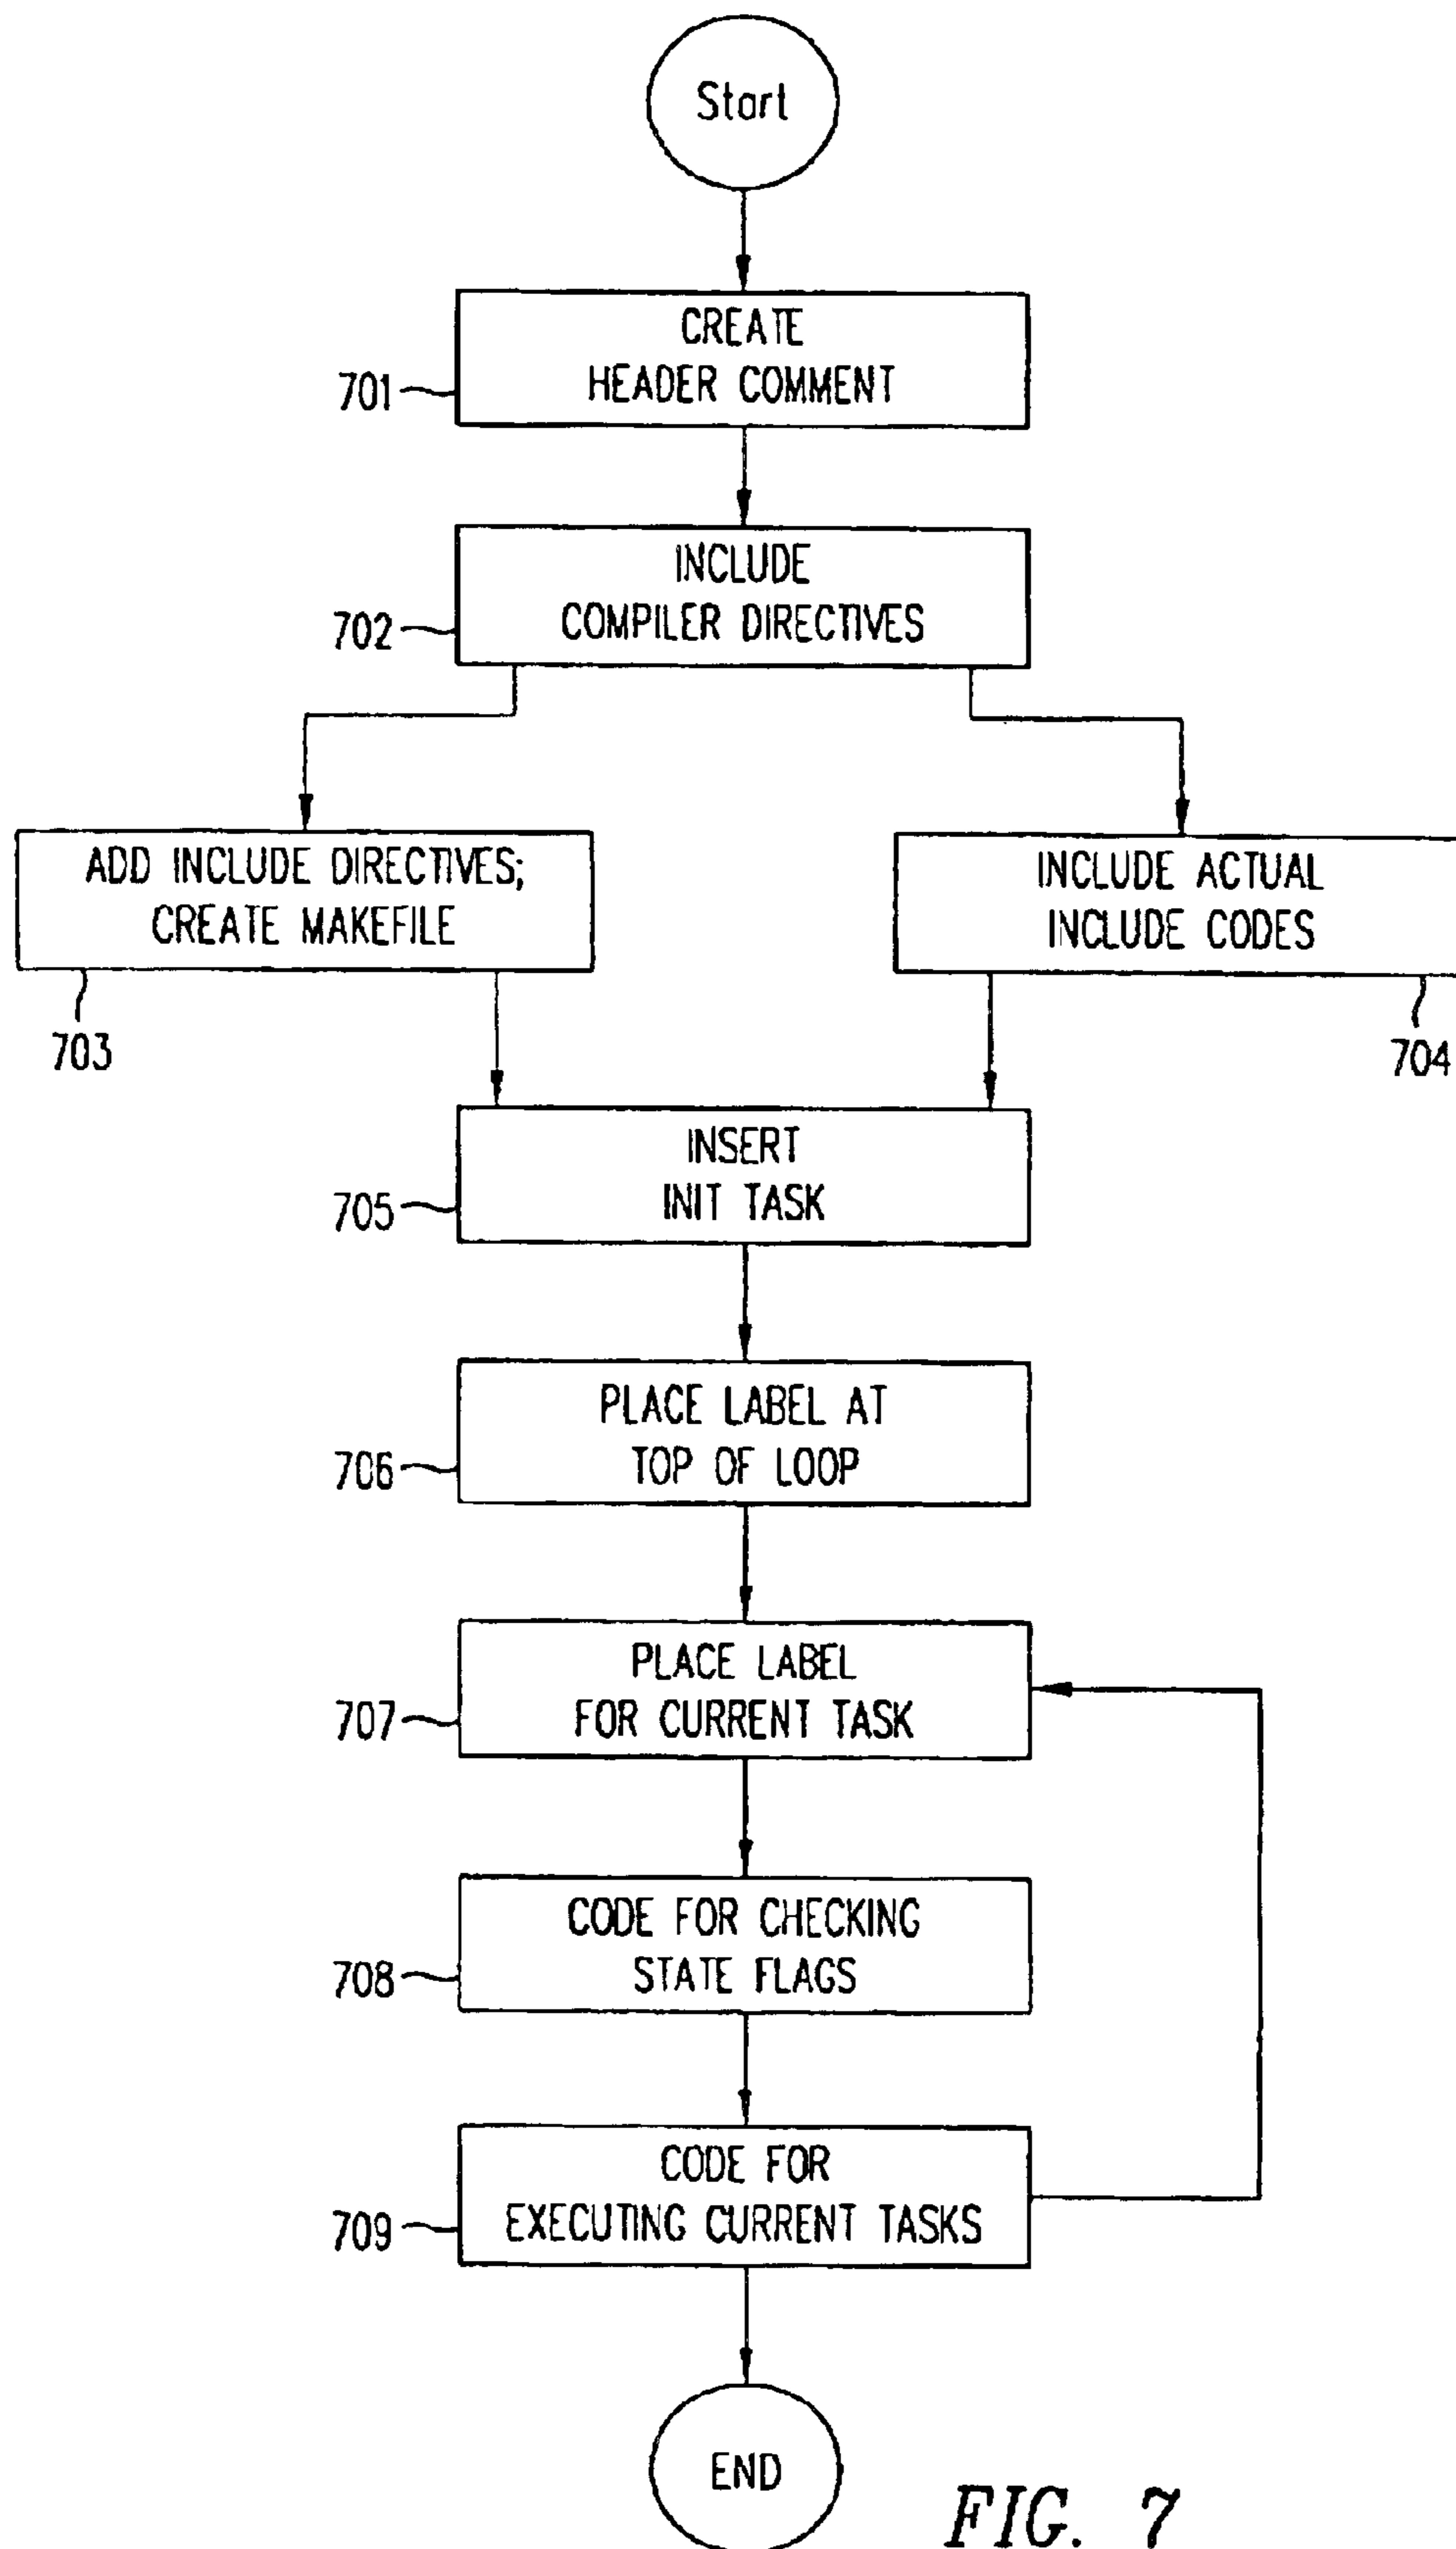 Start
CREATE
HEADER COMMENT
701
INCLUDE
COMPILER DIRECTIVES
702
ADD INCLUDE DIRECTIVES;
CREATE MAKEFILE
703
INCLUDE ACTUAL
INCLUDE CODES
704
INSERT
INIT TASK
705
PLACE LABEL AT
TOP OF LOOP
706
PLACE LABEL
FOR CURRENT TASK
707
CODE FOR CHECKING
STATE FLAGS
708
CODE FOR
EXECUTING CURRENT TASKS
709
END
FIG. 7